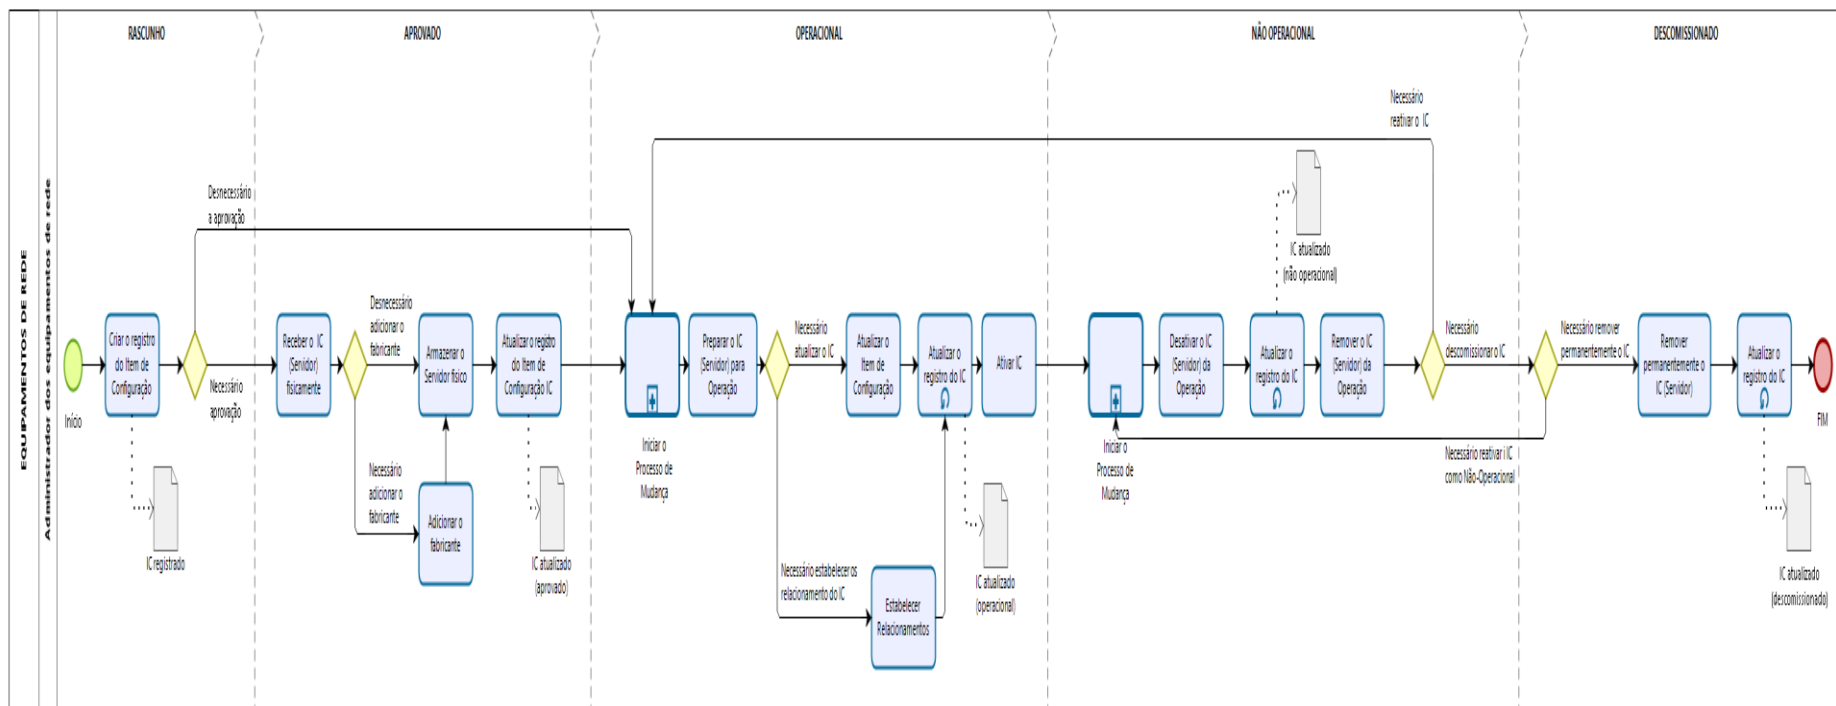 EQUIPAMENTOS DE REDE
Administrador dos equipamentos de rede
RASCUNHO
APROVADO
OPERACIONAL
NÃO OPERACIONAL
DESCOMISSIONADO
Início
Criar o registro
do Item de
Configuração
IC registrado
Desnecessário
a aprovação
Necessário
aprovação
Receber o IC
(Servidor)
fisicamente
Desnecessário
adicionar o
fabricante
Necessário
adicionar o
fabricante
Adicionar o
fabricante
Armazenar o
Servidor físico
Atualizar o registro
do Item de
Configuração IC
IC atualizado
(aprovado)
Iniciar o
Processo de
Mudança
Preparar o IC
(Servidor) para
Operação
Necessário
atualizar o IC
Necessário estabelecer os
relacionamento do IC
Estabelecer
Relacionamentos
Atualizar o
Item de
Configuração
Atualizar o
registro do IC
IC atualizado
(operacional)
Ativar IC
Iniciar o
Processo de
Mudança
Desativar o IC
(Servidor) da
Operação
Atualizar o
registro do IC
IC atualizado
(não operacional)
Remover o IC
(Servidor) da
Operação
Necessário
reativar o IC
Necessário
descomissionar o IC
Necessário reativar i IC
como Não-Operacional
Necessário remover
permanentemente o IC
Remover
permanentemente o
IC (Servidor)
Atualizar o
registro do IC
IC atualizado
(descomissionado)
FIM